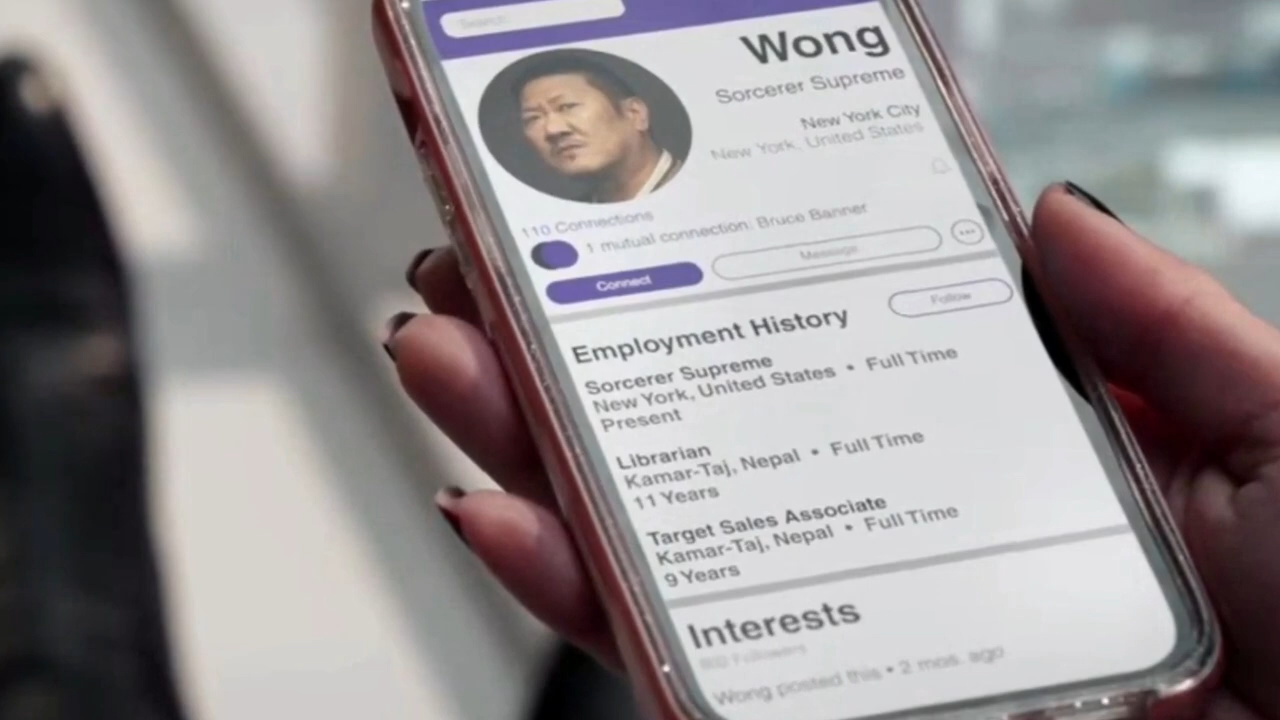 Search...
Wong
Sorcerer Supreme
New York City
New York, United States
110 Connections
1 mutual connection: Bruce Banner
Connect
Message
Follow
Employment History
Sorcerer Supreme
New York, United States • Full Time
Present
Librarian
Kamar-Taj, Nepal • Full Time
11 Years
Target Sales Associate
Kamar-Taj, Nepal • Full Time
9 Years
Interests
Followers
Wong posted this • 2 mos. ago